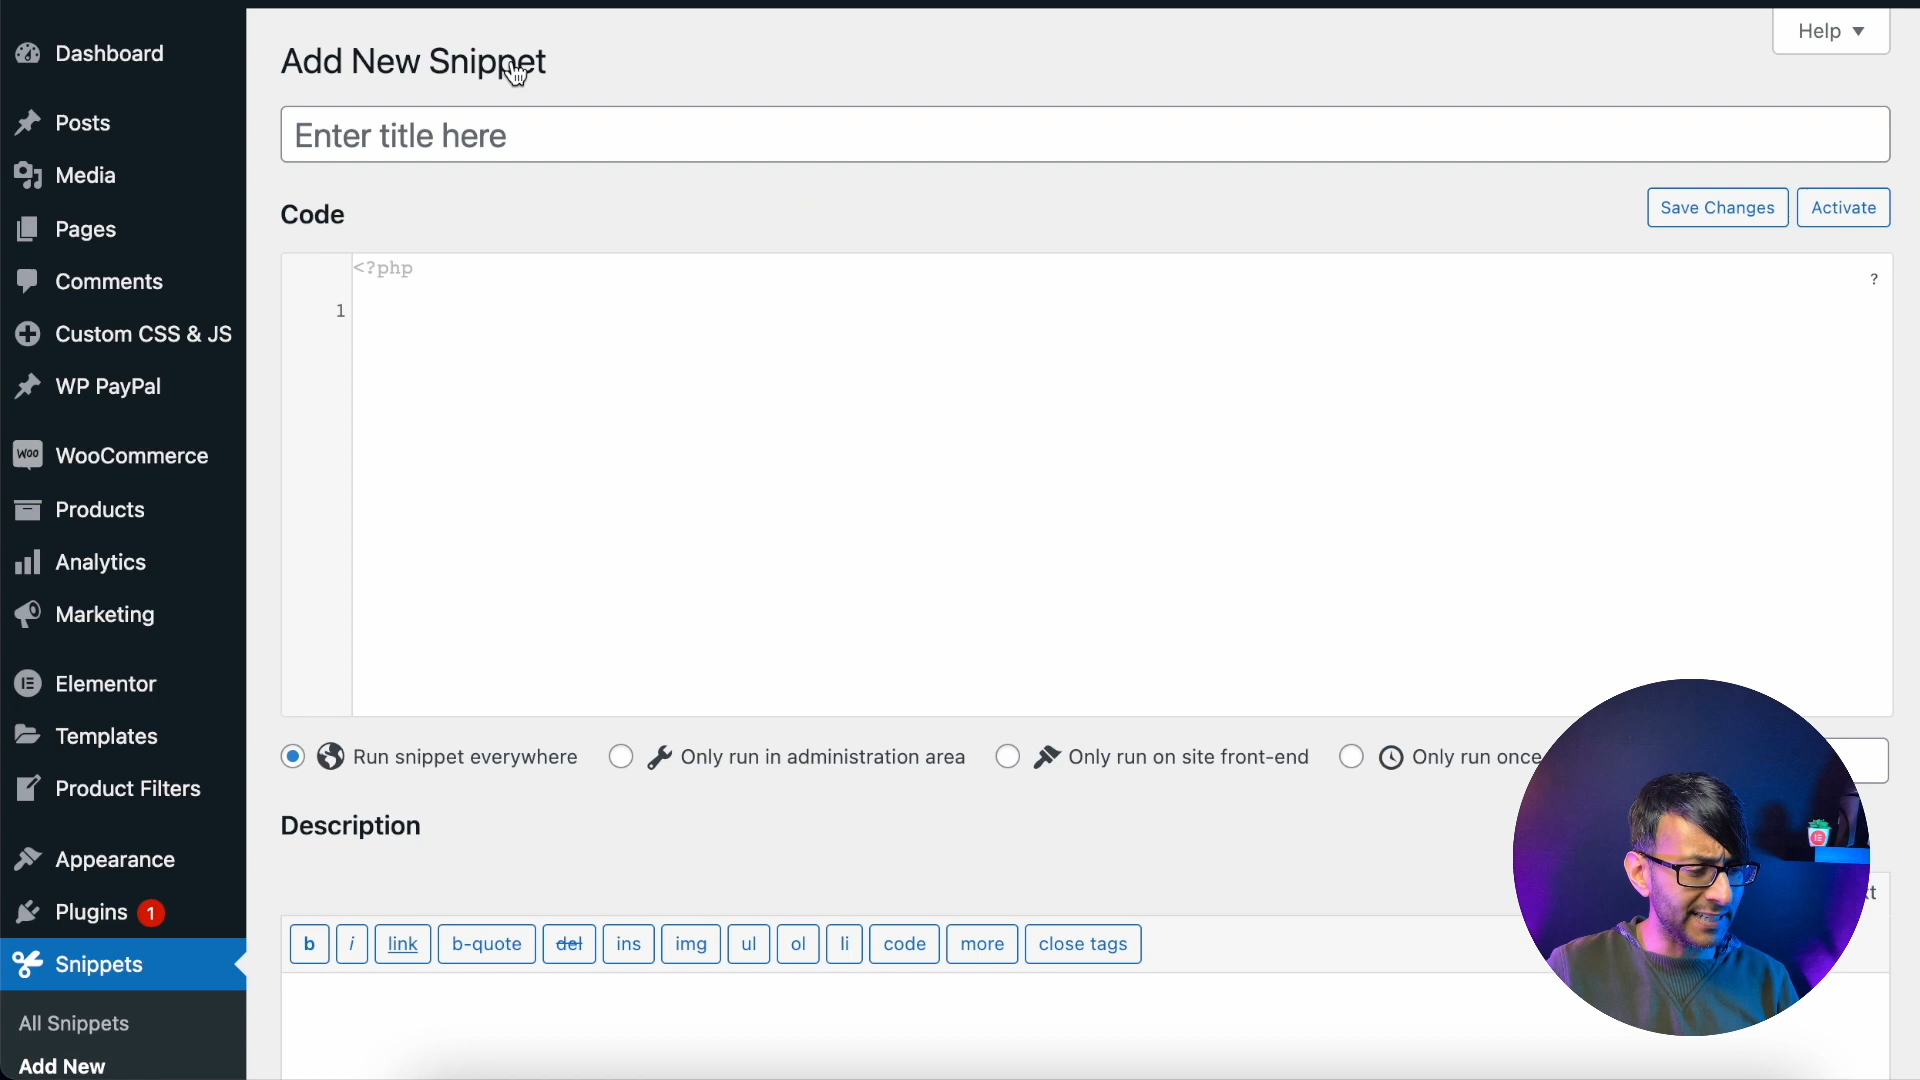 Dashboard
Posts
Media
Pages
Comments
Custom CSS & JS
WP PayPal
WOO WooCommerce
Products
Analytics
Marketing
Elementor
Templates
Product Filters
Appearance
Plugins 1
Snippets
All Snippets
Add New
Help ▼
Add New Snippet
Enter title here
Code
Save Changes Activate
<?php
?
1
Run snippet everywhere Only run in administration area Only run on site front-end Only run once
Description
b i link b-quote del ins img ul ol li code more close tags